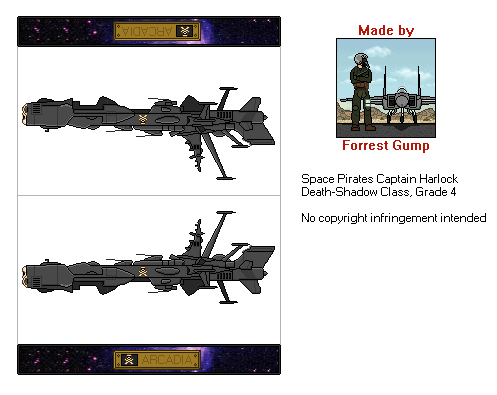 ARCADIA
Made by
Forrest Gump
Space Pirates Captain Harlock
Death-Shadow Class, Grade 4
No copyright infringement intended
ARCADIA